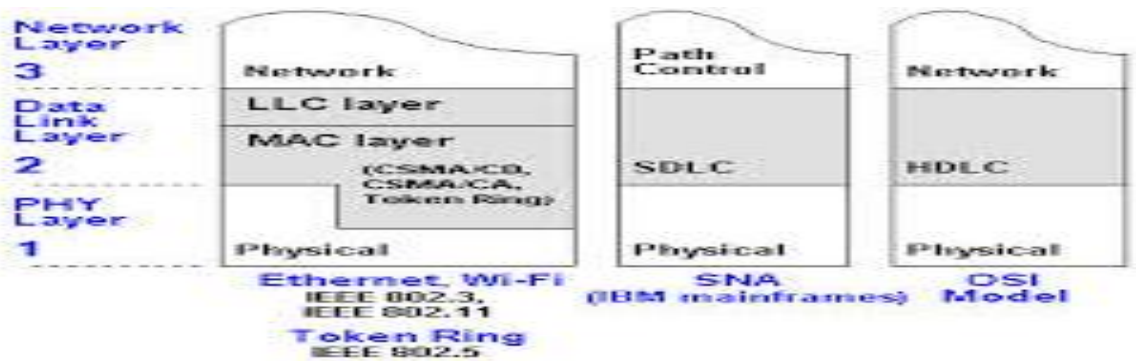 Network
Layer
3
Data
Link
Layer
2
PHY
Layer
1
Network
LLC layer
MAC layer
(CSMA/CD,
CSMA/CA,
Token Ring)
Physical
Ethernet, Wi-Fi
IEEE 802.3,
IEEE 802.11
Token Ring
IEEE 802.5
Path
Control
SDLC
Physical
SNA
(IBM mainframes)
Network
HDLC
Physical
OSI
Model